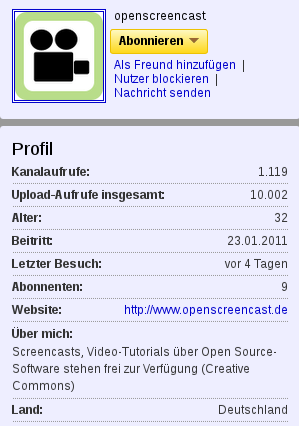 openscreencast
Abonnieren
Als Freund hinzufügen |
Nutzer blockieren |
Nachricht senden
Profil
Kanalaufrufe: 1.119
Upload-Aufrufe insgesamt: 10.002
Alter: 32
Beitritt: 23.01.2011
Letzter Besuch: vor 4 Tagen
Abonnenten: 9
Website: http://www.openscreencast.de
Über mich:
Screencasts, Video-Tutorials über Open Source-
Software stehen frei zur Verfügung (Creative
Commons)
Land: Deutschland